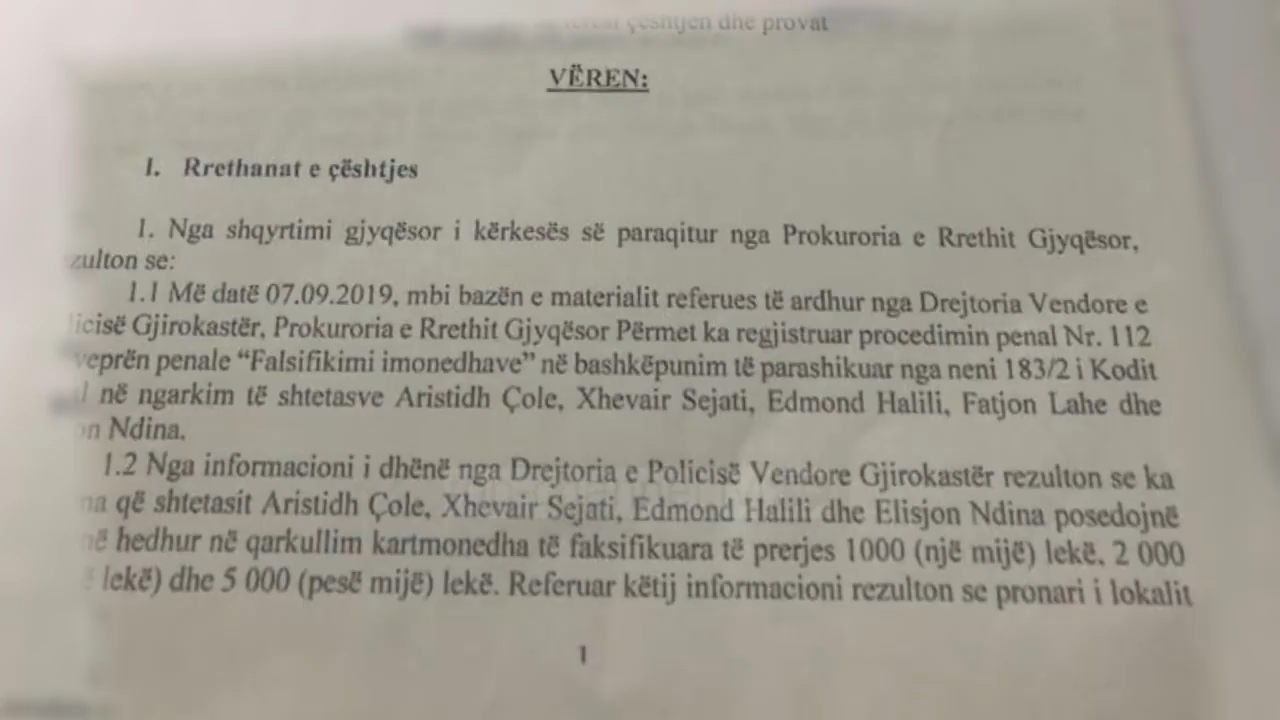 çështjen dhe provat
VËREN:
I. Rrethanat e çështjes
1. Nga shqyrtimi gjyqësor i kërkesës së paraqitur nga Prokuroria e Rrethit Gjyqësor,
zulton se:
1.1 Më datë 07.09.2019, mbi bazën e materialit referues të ardhur nga Drejtoria Vendore e
licisë Gjirokastër, Prokuroria e Rrethit Gjyqësor Përmet ka regjistruar procedimin penal Nr. 112
veprën penale “Falsifikimi imonedhave” në bashkëpunim të parashikuar nga neni 183/2 i Kodit
l në ngarkim të shtetasve Aristidh Çole, Xhevair Sejati, Edmond Halili, Fatjon Lahe dhe
on Ndina.
1.2 Nga informacioni i dhënë nga Drejtoria e Policisë Vendore Gjirokastër rezulton se ka
na që shtetasit Aristidh Çole, Xhevair Sejati, Edmond Halili dhe Elisjon Ndina posedojnë
në hedhur në qarkullim kartmonedha të faksifikuara të prerjes 1000 (një mijë) lekë, 2 000
lekë) dhe 5 000 (pesë mijë) lekë. Referuar këtij informacioni rezulton se pronari i lokalit
1